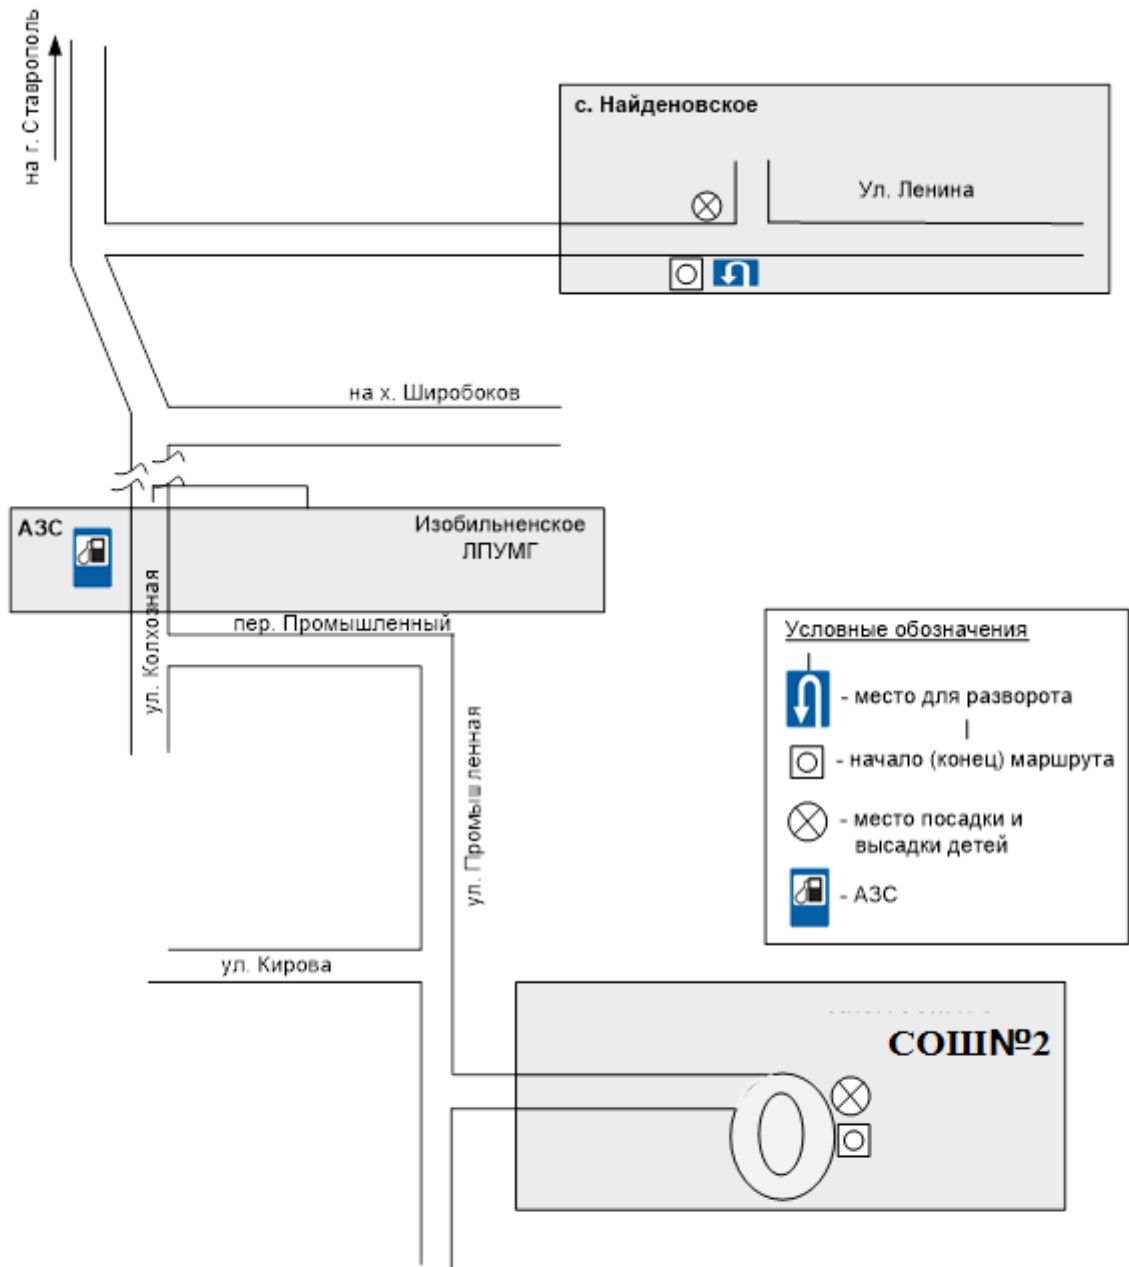 на г. Ставрополь
с. Найденовское
Ул. Ленина
на х. Широбоков
АЗС
Изобильненское
ЛПУМГ
ул. Колхозная
пер. Промышленный
ул. Промышленная
Условные обозначения
- место для разворота
- начало (конец) маршрута
- место посадки и
высадки детей
- АЗС
ул. Кирова
СОШ№2